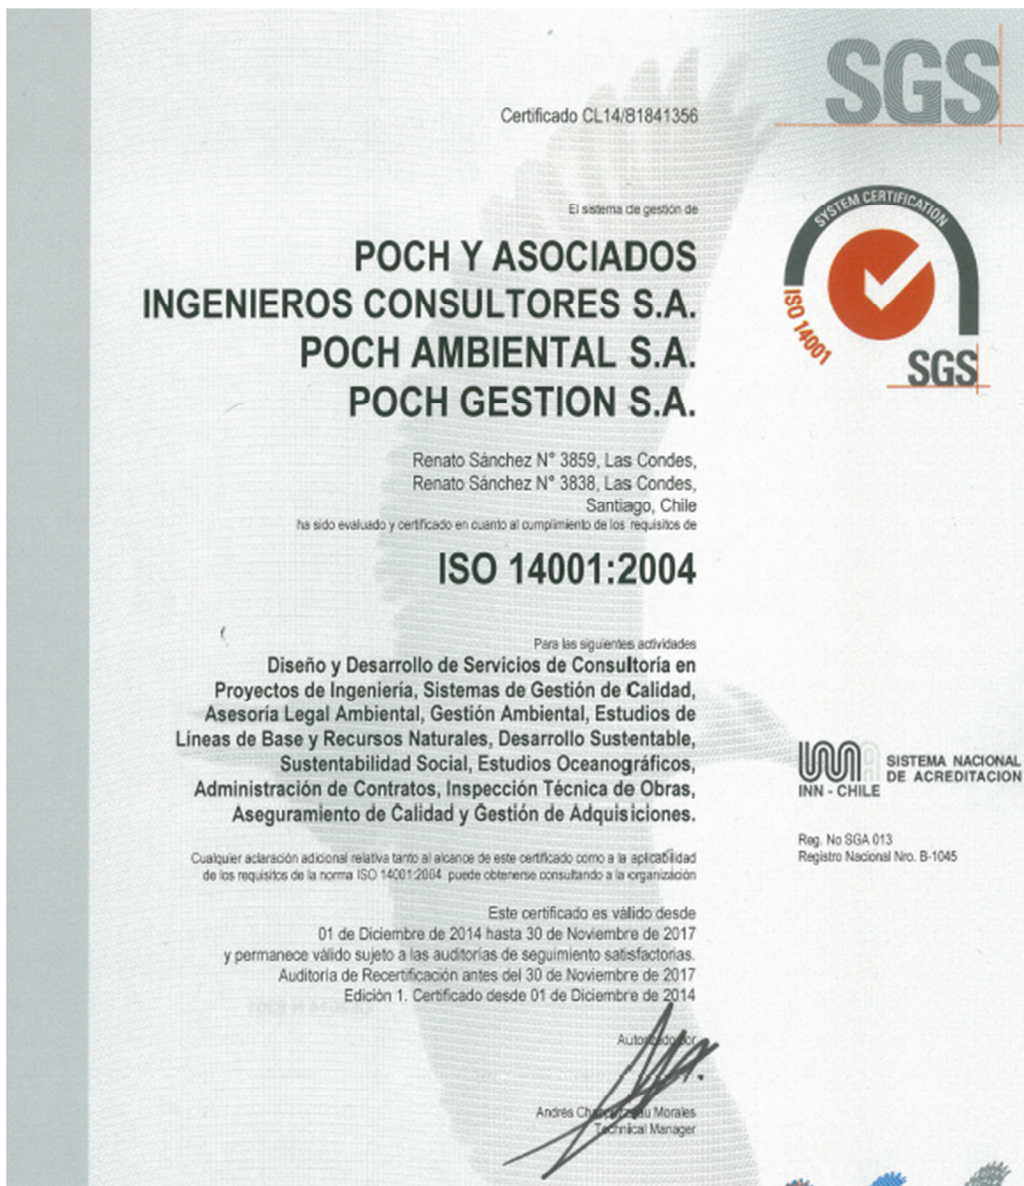 SGS
Certificado CL14/81841356
SYSTEM CERTIFICATION
ISO 14001
SGS
El sistema de gestión de
POCH Y ASOCIADOS
INGENIEROS CONSULTORES S.A.
POCH AMBIENTAL S.A.
POCH GESTION S.A.
Renato Sánchez N° 3859, Las Condes,
Renato Sánchez N° 3838, Las Condes,
Santiago, Chile
ha sido evaluado y certificado en cuanto al cumplimiento de los requisitos de
ISO 14001:2004
Para las siguientes actividades
Diseño y Desarrollo de Servicios de Consultoría en
Proyectos de Ingeniería, Sistemas de Gestión de Calidad,
Asesoría Legal Ambiental, Gestión Ambiental, Estudios de
Líneas de Base y Recursos Naturales, Desarrollo Sustentable,
Sustentabilidad Social, Estudios Oceanográficos,
Administración de Contratos, Inspección Técnica de Obras,
Aseguramiento de Calidad y Gestión de Adquisiciones.
INN - CHILE
SISTEMA NACIONAL
DE ACREDITACION
Reg. No SGA 013
Registro Nacional Nro. B-1045
Cualquier aclaración adicional relativa tanto al alcance de este certificado como a la aplicabilidad
de los requisitos de la norma ISO 14001:2004 puede obtenerse consultando a la organización
Este certificado es válido desde
01 de Diciembre de 2014 hasta 30 de Noviembre de 2017
y permanece válido sujeto a las auditorías de seguimiento satisfactorias.
Auditoría de Recertificación antes del 30 de Noviembre de 2017
Edición 1. Certificado desde 01 de Diciembre de 2014
Autorizado por
Andrés Morales
Technical Manager